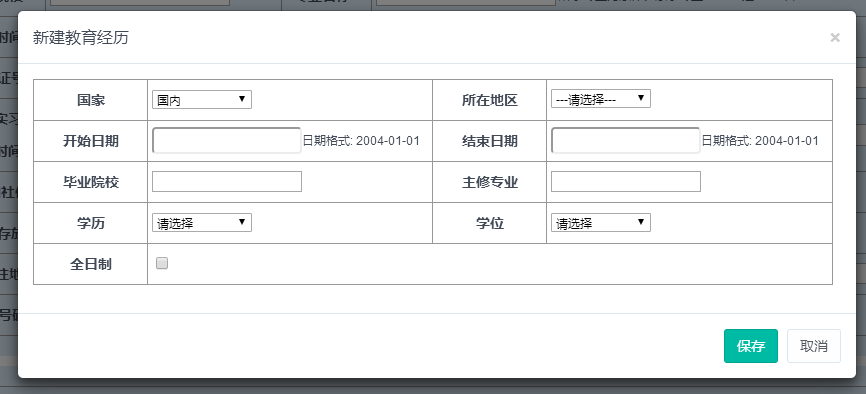 新建教育经历 ×
国家 国内 所在地区 ---请选择---
开始日期 日期格式: 2004-01-01 结束日期 日期格式: 2004-01-01
毕业院校 主修专业
学历 请选择 学位 请选择
全日制
保存 取消